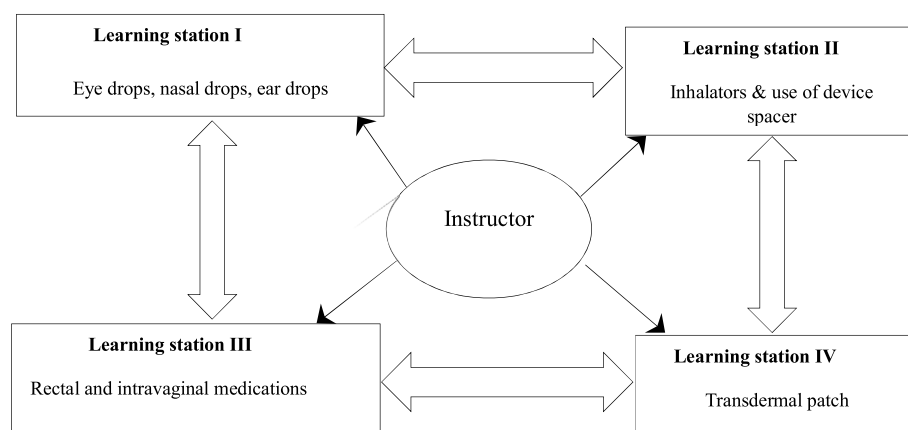 Learning station I
Eye drops, nasal drops, ear drops
Learning station II
Inhalators & use of device
spacer
Instructor
Learning station III
Rectal and intravaginal medications
Learning station IV
Transdermal patch